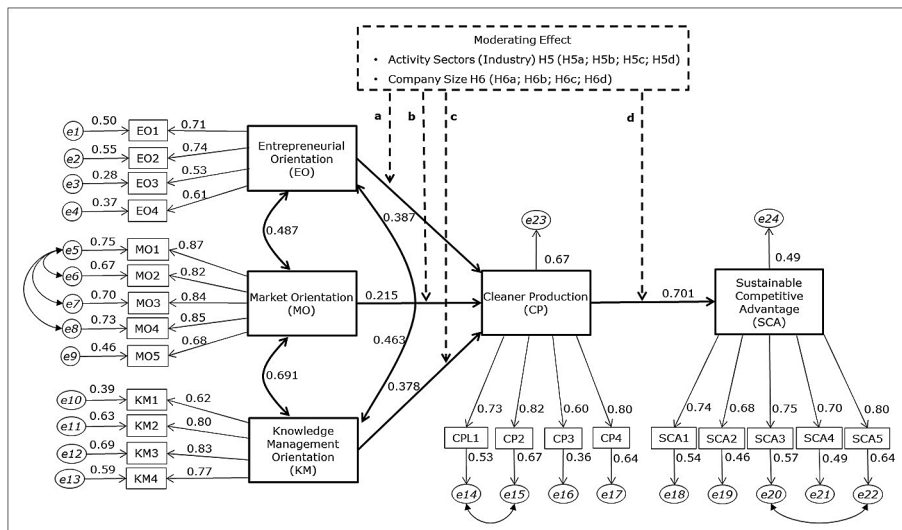 Moderating Effect
• Activity Sectors (Industry) H5 (H5a; H5b; H5c; H5d)
• Company Size H6 (H6a; H6b; H6c; H6d)
a
b
c
d
e1 0.50 EO1 0.71
e2 0.55 EO2 0.74
e3 0.28 EO3 0.53
e4 0.37 EO4 0.61
Entrepreneurial
Orientation
(EO)
0.487
0.387
e5 0.75 MO1 0.87
e6 0.67 MO2 0.82
e7 0.70 MO3 0.84
e8 0.73 MO4 0.85
e9 0.46 MO5 0.68
Market Orientation
(MO)
0.215
0.463
0.691
0.378
e10 0.39 KM1 0.62
e11 0.63 KM2 0.80
e12 0.69 KM3 0.83
e13 0.59 KM4 0.77
Knowledge
Management
Orientation
(KM)
e23
0.67
Cleaner Production
(CP)
0.701
e24
0.49
Sustainable
Competitive
Advantage
(SCA)
0.73 0.82 0.60 0.80
CPL1 CP2 CP3 CP4
0.53 0.67 0.36 0.64
e14 e15 e16 e17
0.74 0.68 0.75 0.70 0.80
SCA1 SCA2 SCA3 SCA4 SCA5
0.54 0.46 0.57 0.49 0.64
e18 e19 e20 e21 e22